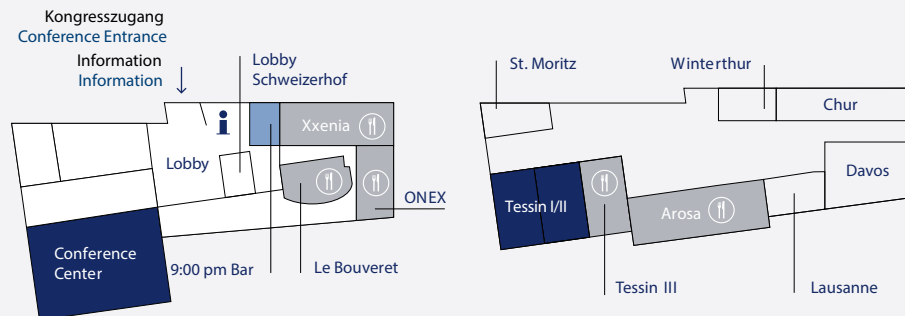 Kongresszugang
Conference Entrance
Information
Information
Lobby
Schweizerhof
i
Xxenia
Lobby
ONEX
Conference
Center
9:00 pm Bar
Le Bouveret
St. Moritz
Winterthur
Chur
Davos
Tessin I/II
Arosa
Tessin III
Lausanne